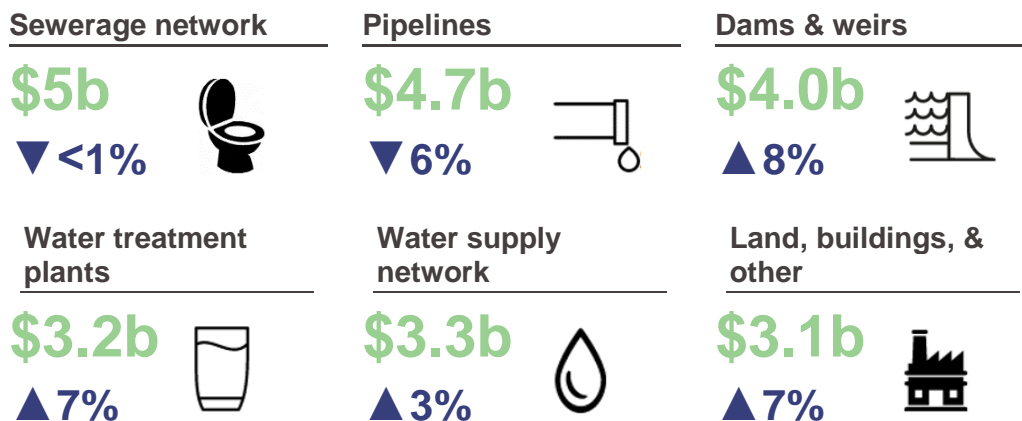 Sewerage network
$5b
▼<1%
Pipelines
$4.7b
▼6%
Dams & weirs
$4.0b
▲8%
Water treatment
plants
$3.2b
▲7%
Water supply
network
$3.3b
▲3%
Land, buildings, &
other
$3.1b
▲7%